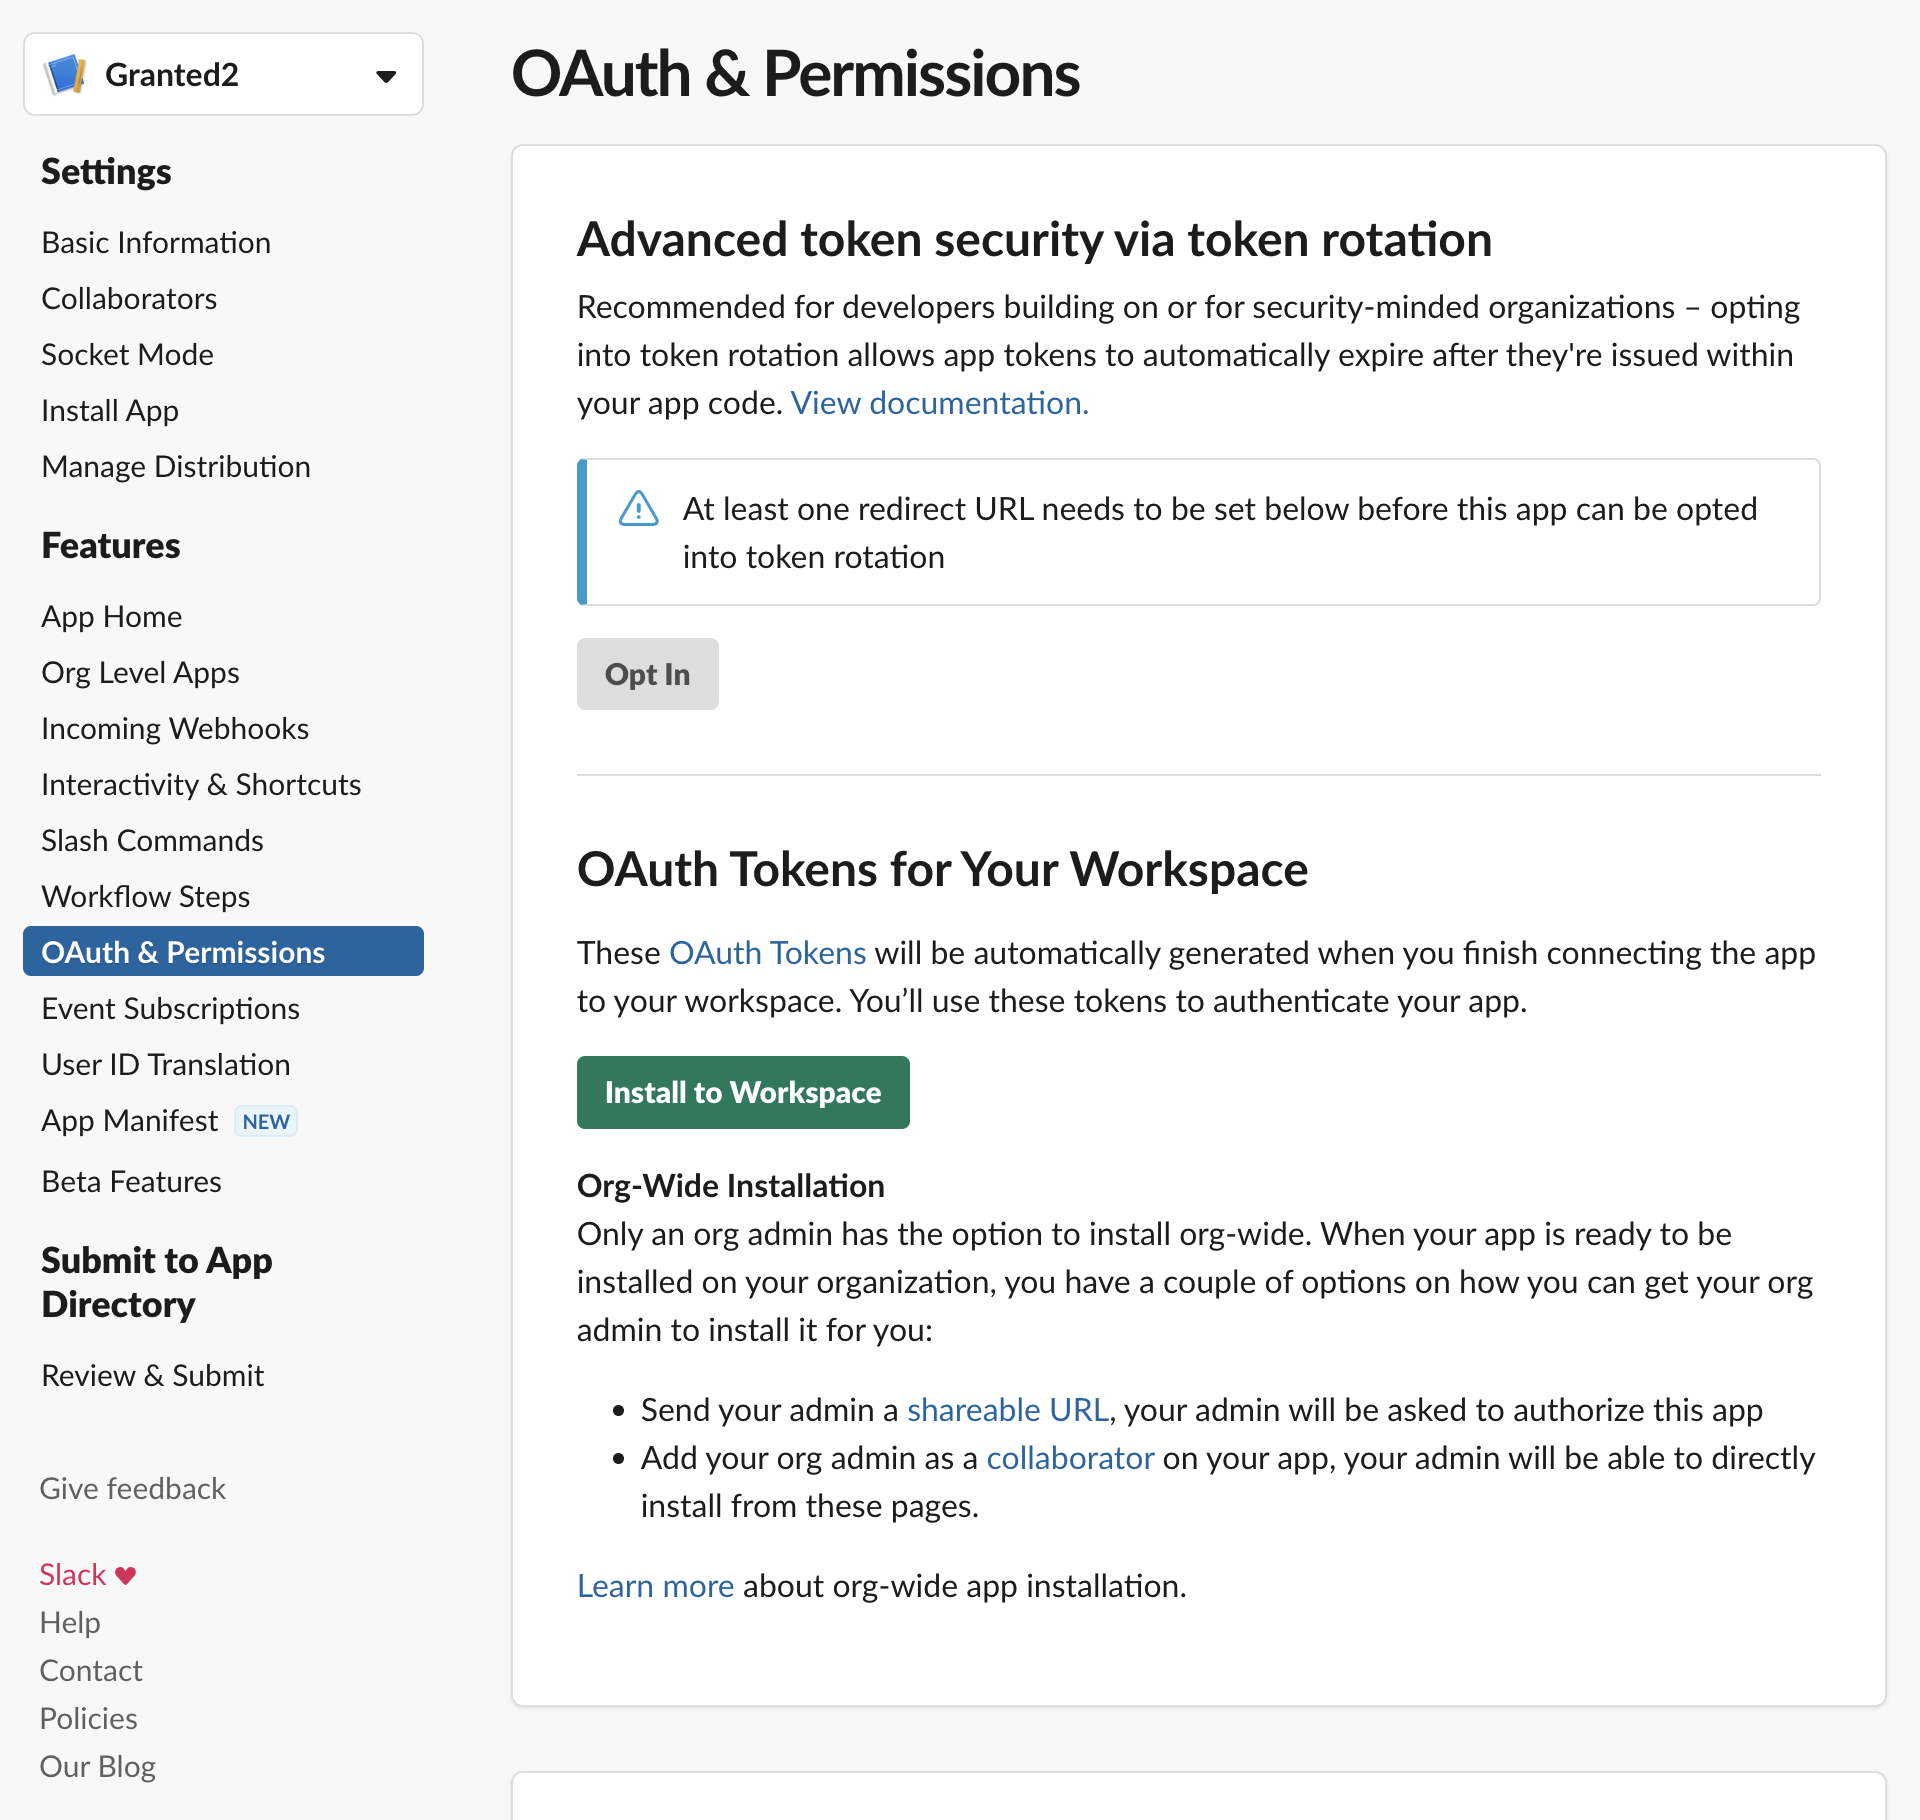 Granted2
Settings
Basic Information
Collaborators
Socket Mode
Install App
Manage Distribution
Features
App Home
Org Level Apps
Incoming Webhooks
Interactivity & Shortcuts
Slash Commands
Workflow Steps
OAuth & Permissions
Event Subscriptions
User ID Translation
App Manifest NEW
Beta Features
Submit to App
Directory
Review & Submit
Give feedback
Slack ♥
Help
Contact
Policies
Our Blog
OAuth & Permissions
Advanced token security via token rotation
Recommended for developers building on or for security-minded organizations – opting
into token rotation allows app tokens to automatically expire after they're issued within
your app code. View documentation.
At least one redirect URL needs to be set below before this app can be opted
into token rotation
Opt In
OAuth Tokens for Your Workspace
These OAuth Tokens will be automatically generated when you finish connecting the app
to your workspace. You’ll use these tokens to authenticate your app.
Install to Workspace
Org-Wide Installation
Only an org admin has the option to install org-wide. When your app is ready to be
installed on your organization, you have a couple of options on how you can get your org
admin to install it for you:
• Send your admin a shareable URL, your admin will be asked to authorize this app
• Add your org admin as a collaborator on your app, your admin will be able to directly
install from these pages.
Learn more about org-wide app installation.